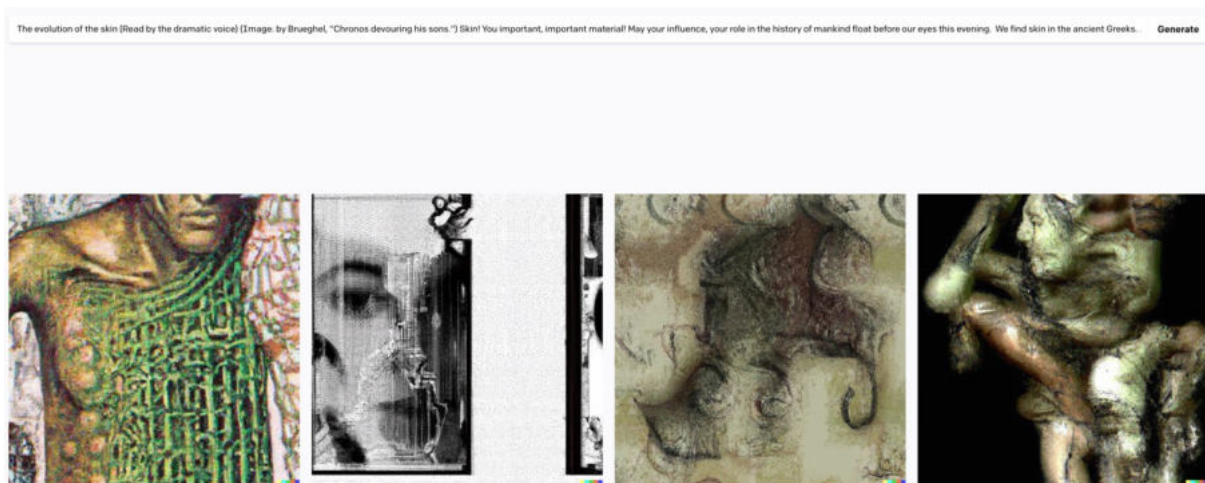 The evolution of the skin (Read by the dramatic voice) (Image: by Brueghel, "Chronos devouring his sons.") Skin! You important, important material! May your influence, your role in the history of mankind float before our eyes this evening. We find skin in the ancient Greeks... Generate